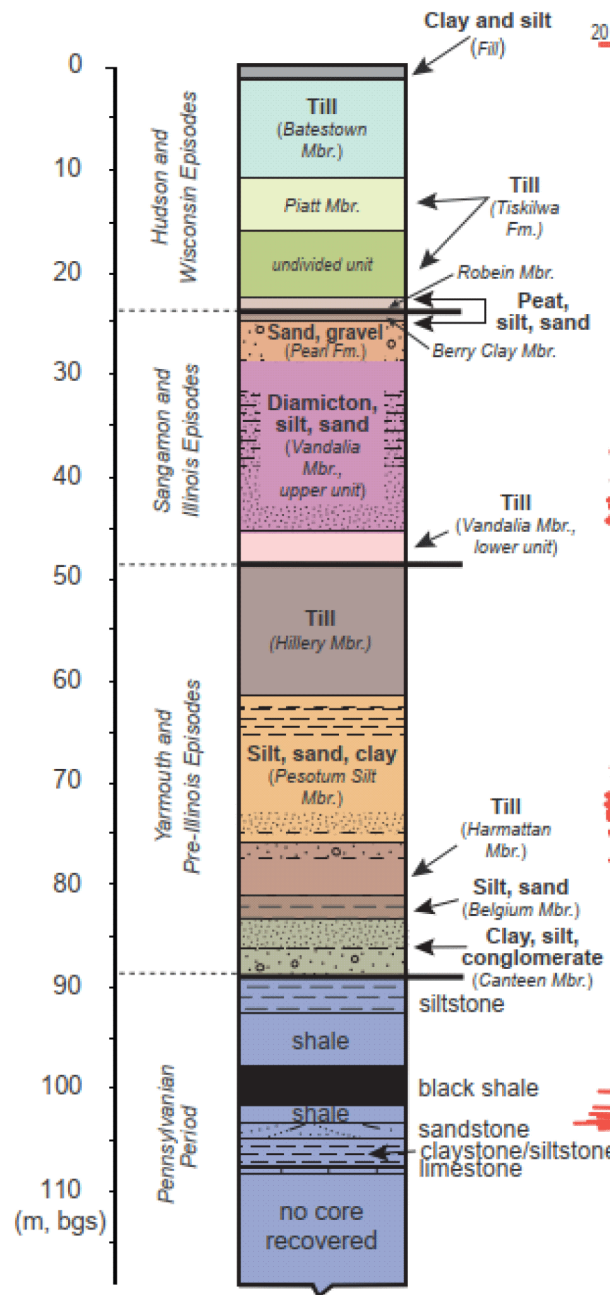 Clay and silt
(Fill)
20
0
10
20
30
40
50
60
70
80
90
100
110
(m, bgs)
Hudson and
Wisconsin Episodes
Sangamon and
Illinois Episodes
Yarmouth and
Pre-Illinois Episodes
Pennsylvanian
Period
Till
(Batestown
Mbr.)
Piatt Mbr.
undivided unit
Till
(Tiskilwa
Fm.)
Robein Mbr.
Peat,
silt, sand
Berry Clay Mbr.
Sand, gravel
(Pearl Fm.)
Diamicton,
silt, sand
(Vandalia
Mbr.,
upper unit)
Till
(Vandalia Mbr.,
lower unit)
Till
(Hillery Mbr.)
Silt, sand, clay
(Pesotum Silt
Mbr.)
Till
(Harmattan
Mbr.)
Silt, sand
(Belgium Mbr.)
Clay, silt,
conglomerate
(Canteen Mbr.)
siltstone
shale
black shale
shale
sandstone
claystone/siltstone
limestone
no core
recovered